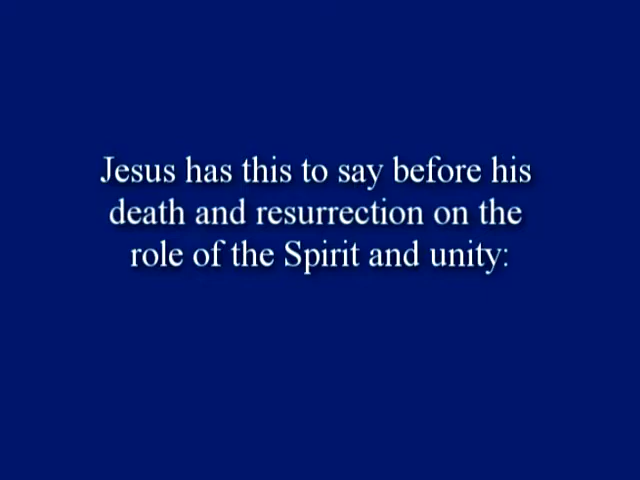 Jesus has this to say before his
death and resurrection on the
role of the Spirit and unity: